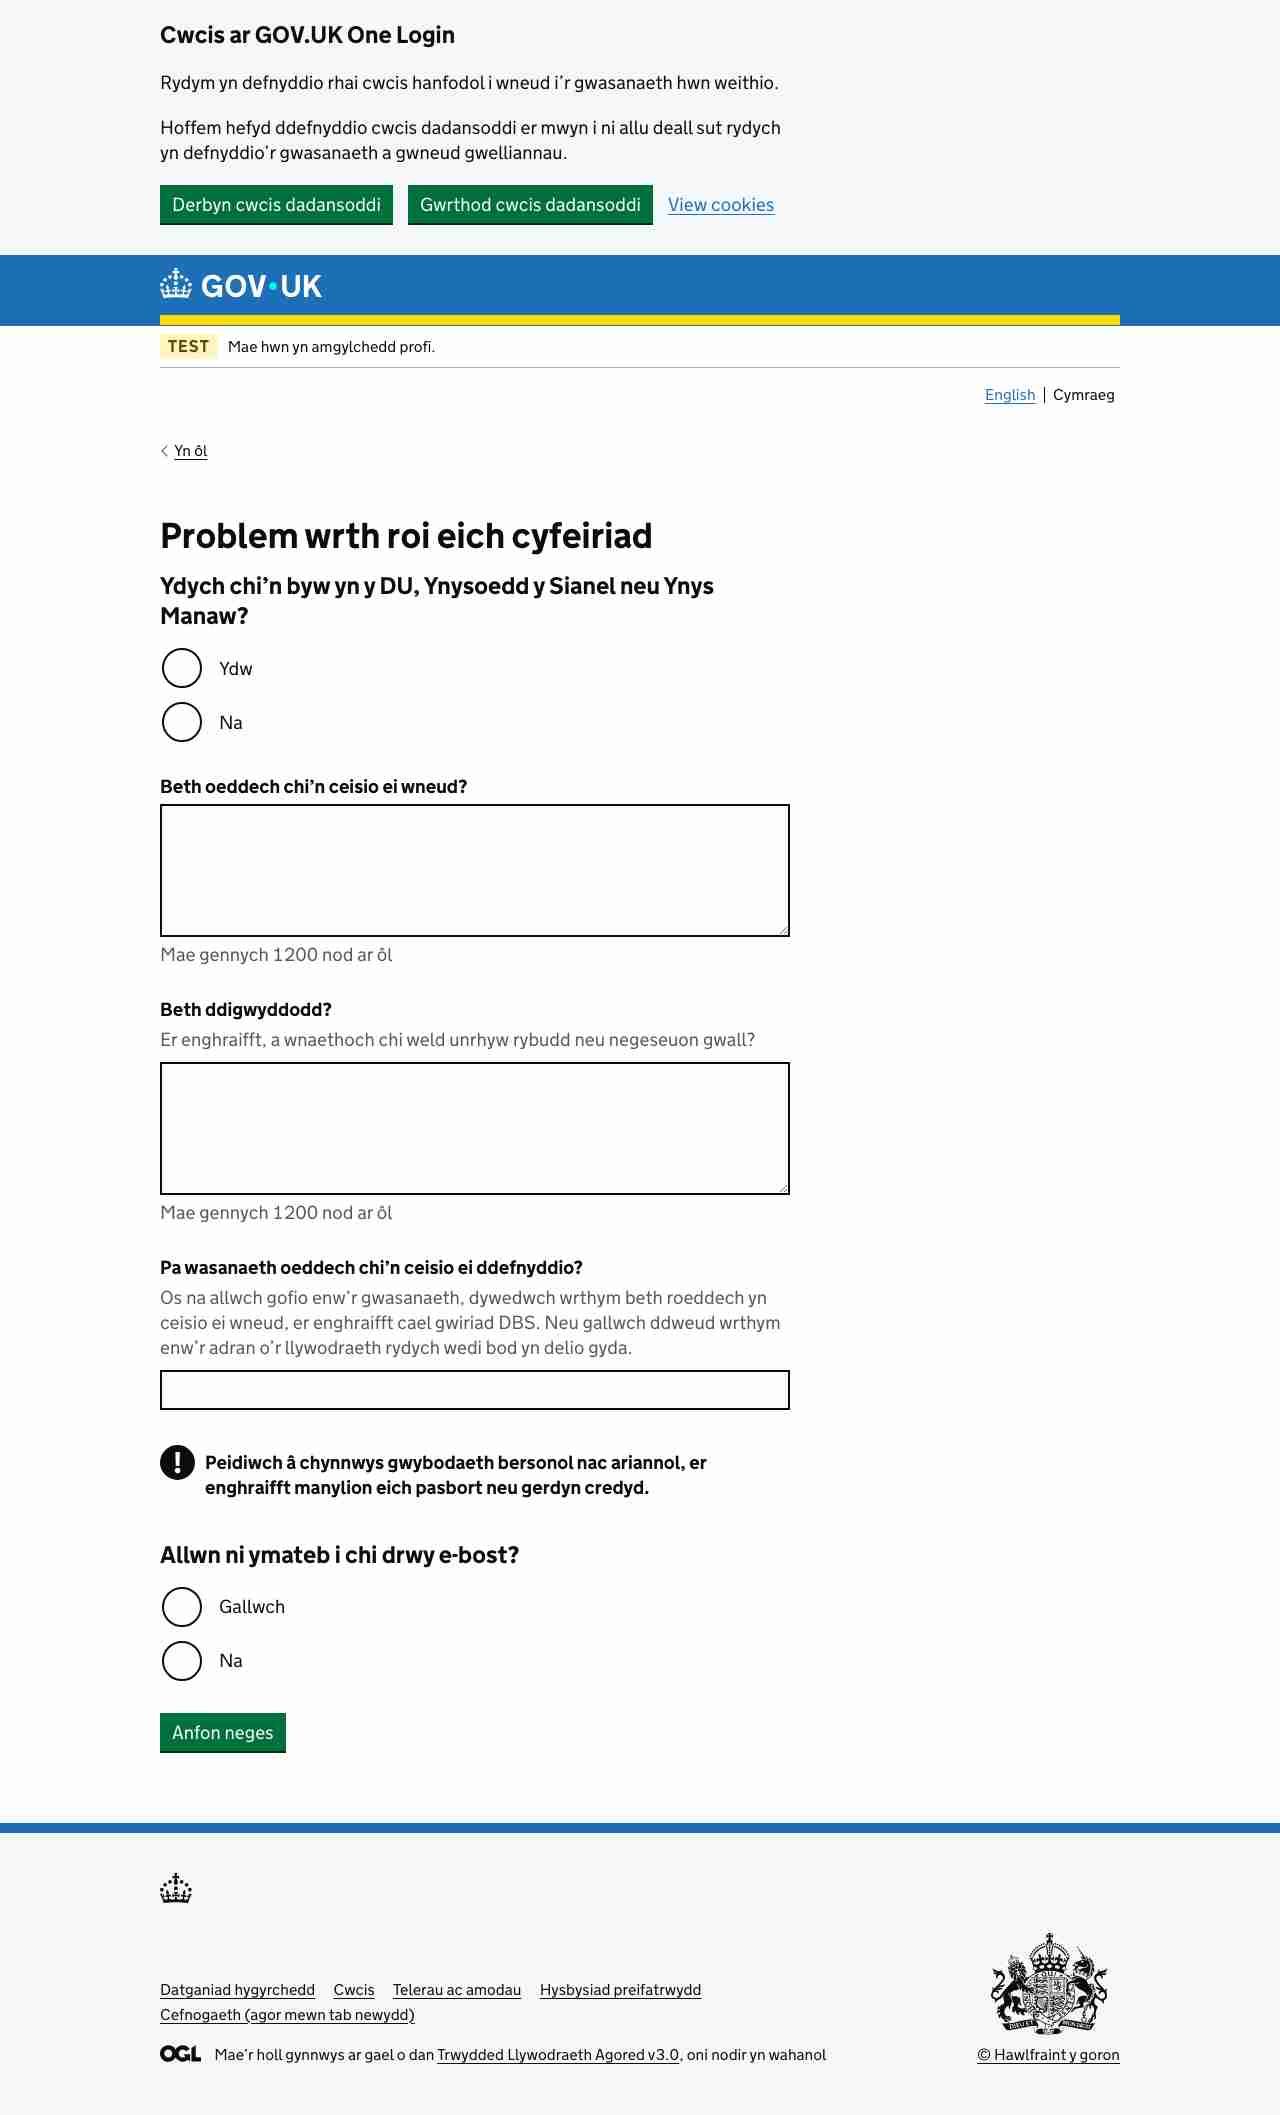 Cwcis ar GOV.UK One Login
Rydym yn defnyddio rhai cwcis hanfodol i wneud i’r gwasanaeth hwn weithio.
Hoffem hefyd ddefnyddio cwcis dadansoddi er mwyn i ni allu deall sut rydych
yn defnyddio’r gwasanaeth a gwneud gwelliannau.
Derbyn cwcis dadansoddi Gwrthod cwcis dadansoddi View cookies
GOV•UK
TEST Mae hwn yn amgylchedd profi.
English | Cymraeg
Yn ôl
Problem wrth roi eich cyfeiriad
Ydych chi’n byw yn y DU, Ynysoedd y Sianel neu Ynys
Manaw?
Ydw
Na
Beth oeddech chi’n ceisio ei wneud?
Mae gennych 1200 nod ar ôl
Beth ddigwyddodd?
Er enghraifft, a wnaethoch chi weld unrhyw rybudd neu negeseuon gwall?
Mae gennych 1200 nod ar ôl
Pa wasanaeth oeddech chi’n ceisio ei ddefnyddio?
Os na allwch gofio enw’r gwasanaeth, dywedwch wrthym beth roeddech yn
ceisio ei wneud, er enghraifft cael gwiriad DBS. Neu gallwch ddweud wrthym
enw’r adran o’r llywodraeth rydych wedi bod yn delio gyda.
! Peidiwch â chynnwys gwybodaeth bersonol nac ariannol, er
enghraifft manylion eich pasbort neu gerdyn credyd.
Allwn ni ymateb i chi drwy e-bost?
Gallwch
Na
Anfon neges
Datganiad hygyrchedd Cwcis Telerau ac amodau Hysbysiad preifatrwydd
Cefnogaeth (agor mewn tab newydd)
OGL Mae’r holl gynnwys ar gael o dan Trwydded Llywodraeth Agored v3.0, oni nodir yn wahanol
© Hawlfraint y goron